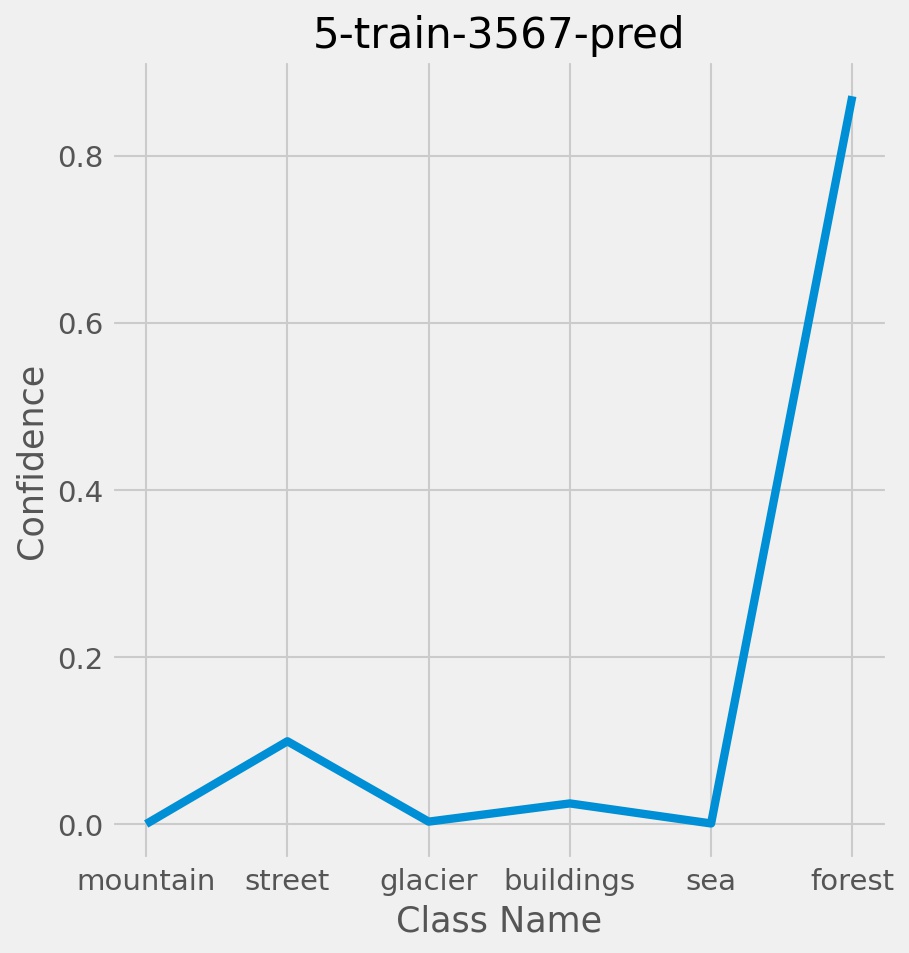 5-train-3567-pred
0.8
0.6
0.4
0.2
0.0
Confidence
mountain street glacier buildings sea forest
Class Name